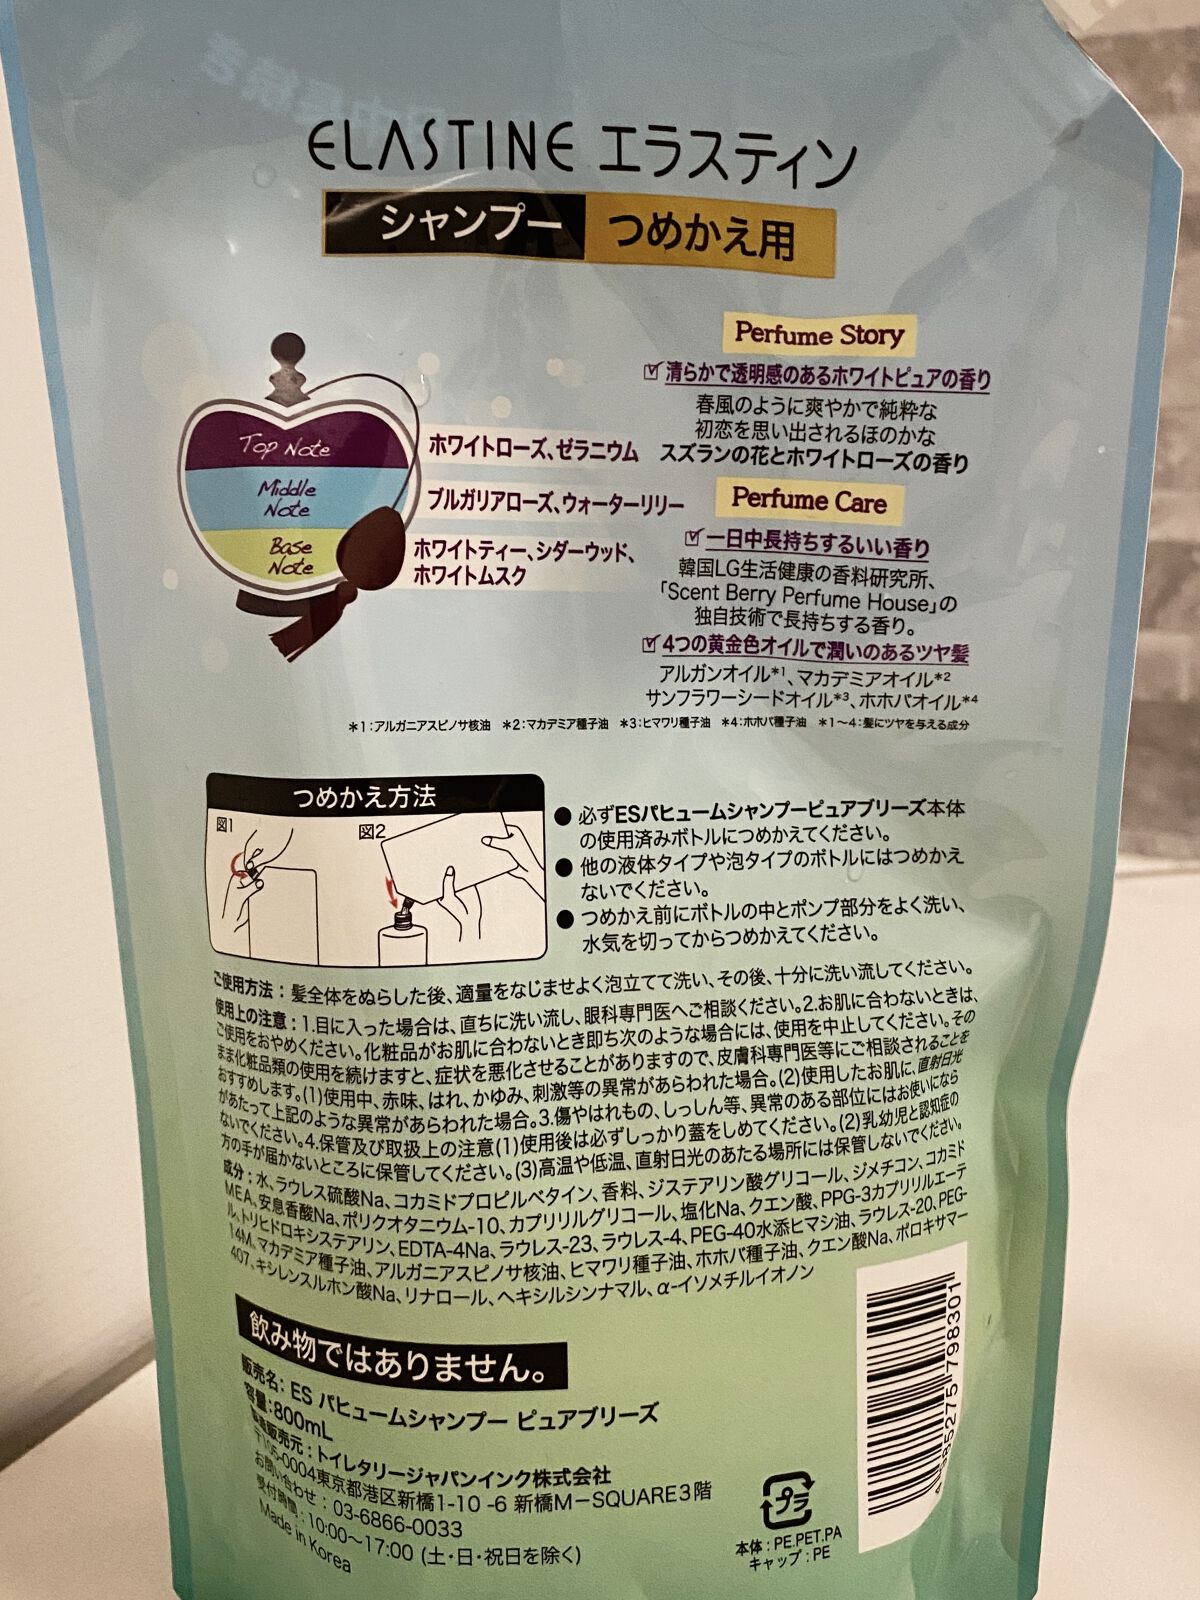 ELASTINE エラスティン
シャンプー つめかえ用
Perfume Story
清らかで透明感のあるホワイトピュアの香り
春風のように爽やかで純粋な
初恋を思い出されるほのかな
スズランの花とホワイトローズの香り
Top Note
ホワイトローズ、ゼラニウム
Middle
Note
ブルガリアローズ、ウォーターリリー
Base
Note
ホワイトティー、シダーウッド、
ホワイトムスク
Perfume Care
一日中長持ちするいい香り
韓国LG生活健康の香料研究所、
「Scent Berry Perfume House」の
独自技術で長持ちする香り。
4つの黄金色オイルで潤いのあるツヤ髪
アルガンオイル*1、マカデミアオイル*2
サンフラワーシードオイル*3、ホホバオイル*4
*1:アルガニアスピノサ核油 *2:マカデミア種子油 *3:ヒマワリ種子油 *4:ホホバ種子油 *1〜4:髪にツヤを与える成分
つめかえ方法
図1
図2
● 必ずESパヒュームシャンプーピュアブリーズ本体
の使用済みボトルにつめかえてください。
● 他の液体タイプや泡タイプのボトルにはつめかえ
ないでください。
● つめかえ前にボトルの中とポンプ部分をよく洗い、
水気を切ってからつめかえてください。
ご使用方法:髪全体をぬらした後、適量をなじませよく泡立てて洗い、その後、十分に洗い流してください。
使用上の注意:1.目に入った場合は、直ちに洗い流し、眼科専門医へご相談ください。2.お肌に合わないときは、
ご使用をおやめください。化粧品がお肌に合わないとき即ち次のような場合には、使用を中止してください。その
まま化粧品類の使用を続けますと、症状を悪化させることがありますので、皮膚科専門医等にご相談されることを
おすすめします。(1)使用中、赤味、はれ、かゆみ、刺激等の異常があらわれた場合。(2)使用したお肌に、直射日光
があたって上記のような異常があらわれた場合。3.傷やはれもの、しっしん等、異常のある部位にはお使いになら
ないでください。4.保管及び取扱上の注意(1)使用後は必ずしっかり蓋をしめてください。(2)乳幼児と認知症の
方の手が届かないところに保管してください。(3)高温や低温、直射日光のあたる場所には保管しないでください。
成分:水、ラウレス硫酸Na、コカミドプロピルベタイン、香料、ジステアリン酸グリコール、ジメチコン、コカミド
MEA、安息香酸Na、ポリクオタニウム-10、カプリリルグリコール、塩化Na、クエン酸、PPG-3カプリリルエーテ
ル、トリヒドロキシステアリン、EDTA-4Na、ラウレス-23、ラウレス-4、PEG-40水添ヒマシ油、ラウレス-20、PEG-
14M、マカデミア種子油、アルガニアスピノサ核油、ヒマワリ種子油、ホホバ種子油、クエン酸Na、ポロキサマー
407、キシレンスルホン酸Na、リナロール、ヘキシルシンナマル、α-イソメチルイオノン
飲み物ではありません。
販売名: ES パヒュームシャンプー ピュアブリーズ
容量:800mL
製造販売元:トイレタリージャパンインク株式会社
〒105-0004東京都港区新橋1-10 -6 新橋M－SQUARE3階
お問い合わせ: 03-6866-0033
受付時間:10:00〜17:00 (土・日・祝日を除く)
Made in Korea
プラ
本体:PE.PET.PA
キャップ:PE